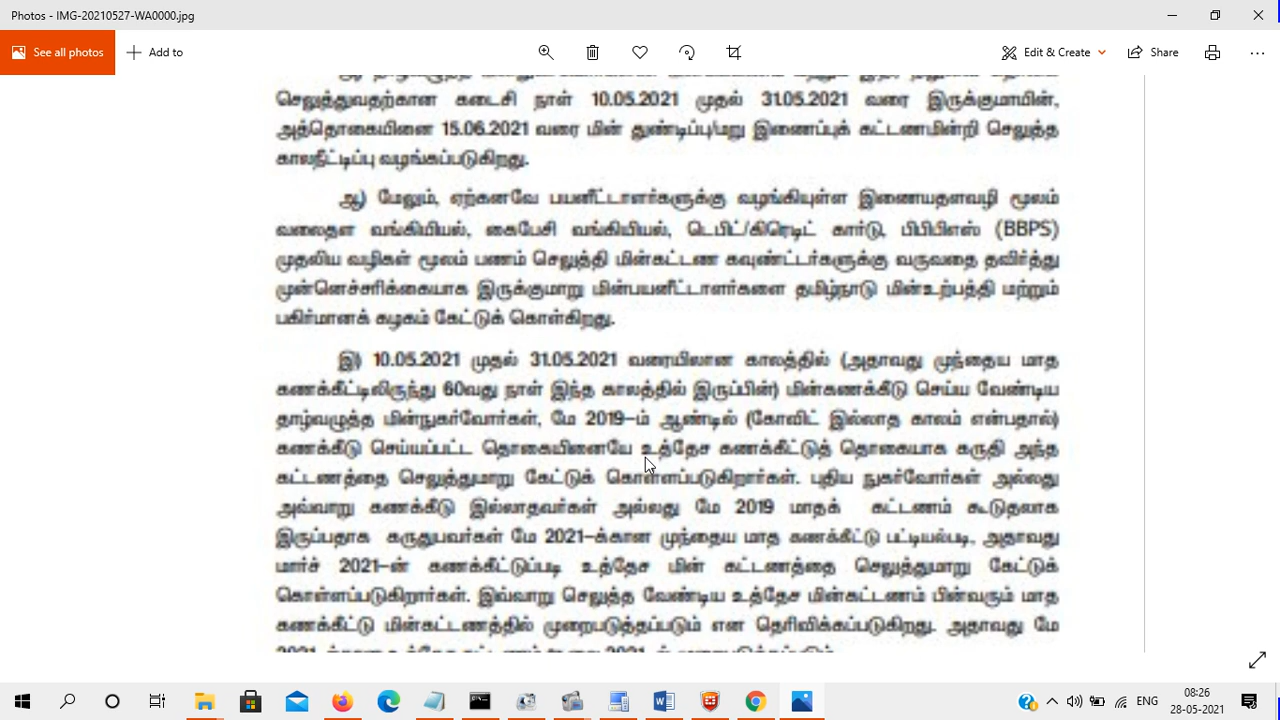 Photos - IMG-20210527-WA0000.jpg
See all photos
Add to
Edit & Create
Share
செலுத்துவதற்கான கடைசி நாள் 10.05.2021 முதல் 31.05.2021 வரை இருக்குமாயின்,
அத்தொகையினை 15.06.2021 வரை மின் துண்டிப்பு/மறு இணைப்புக் கட்டணமின்றி செலுத்த
காலநீட்டிப்பு வழங்கப்படுகிறது.
ஆ) மேலும், ஏற்கனவே பயனீட்டாளர்களுக்கு வழங்கியுள்ள இணையதளவழி மூலம்
வலைதள வங்கியியல், கைபேசி வங்கியியல், டெபிட்/கிரெடிட் கார்டு, பிபிபிஎஸ் (BBPS)
முதலிய வழிகள் மூலம் பணம் செலுத்தி மின்கட்டண கவுண்ட்டர்களுக்கு வருவதை தவிர்த்து
முன்னெச்சரிக்கையாக இருக்குமாறு மின்பயனீட்டாளர்களை தமிழ்நாடு மின்உற்பத்தி மற்றும்
பகிர்மானக் கழகம் கேட்டுக் கொள்கிறது.
இ) 10.05.2021 முதல் 31.05.2021 வரையிலான காலத்தில் (அதாவது முந்தைய மாத
கணக்கீட்டிலிருந்து 60வது நாள் இந்த காலத்தில் இருப்பின்) மின்கணக்கீடு செய்ய வேண்டிய
தாழ்வழுத்த மின்நுகர்வோர்கள், மே 2019-ம் ஆண்டில் (கோவிட் இல்லாத காலம் என்பதால்)
கணக்கீடு செய்யப்பட்ட தொகையினையே உத்தேச கணக்கீட்டுத் தொகையாக கருதி அந்த
கட்டணத்தை செலுத்துமாறு கேட்டுக் கொள்ளப்படுகிறார்கள். புதிய நுகர்வோர்கள் அல்லது
அவ்வாறு கணக்கீடு இல்லாதவர்கள் அல்லது மே 2019 மாதக் கட்டணம் கூடுதலாக
இருப்பதாக கருதுபவர்கள் மே 2021-க்கான முந்தைய மாத கணக்கீட்டு பட்டியல்படி, அதாவது
மார்ச் 2021-ன் கணக்கீட்டுப்படி உத்தேச மின் கட்டணத்தை செலுத்துமாறு கேட்டுக்
கொள்ளப்படுகிறார்கள். இவ்வாறு செலுத்த வேண்டிய உத்தேச மின்கட்டணம் பின்வரும் மாத
கணக்கீட்டு மின்கட்டணத்தில் முறைபடுத்தப்படும் என தெரிவிக்கப்படுகிறது. அதாவது மே
ENG
28-05-2021